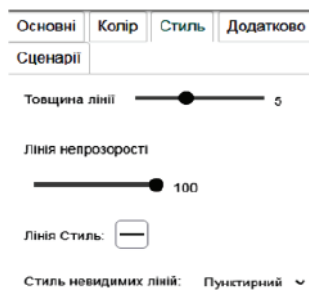 Основні Колір Стиль Додатково
Сценарії
Товщина лінії 5
Лінія непрозорості
100
Лінія Стиль:
Стиль невидимих ліній: Пунктирний